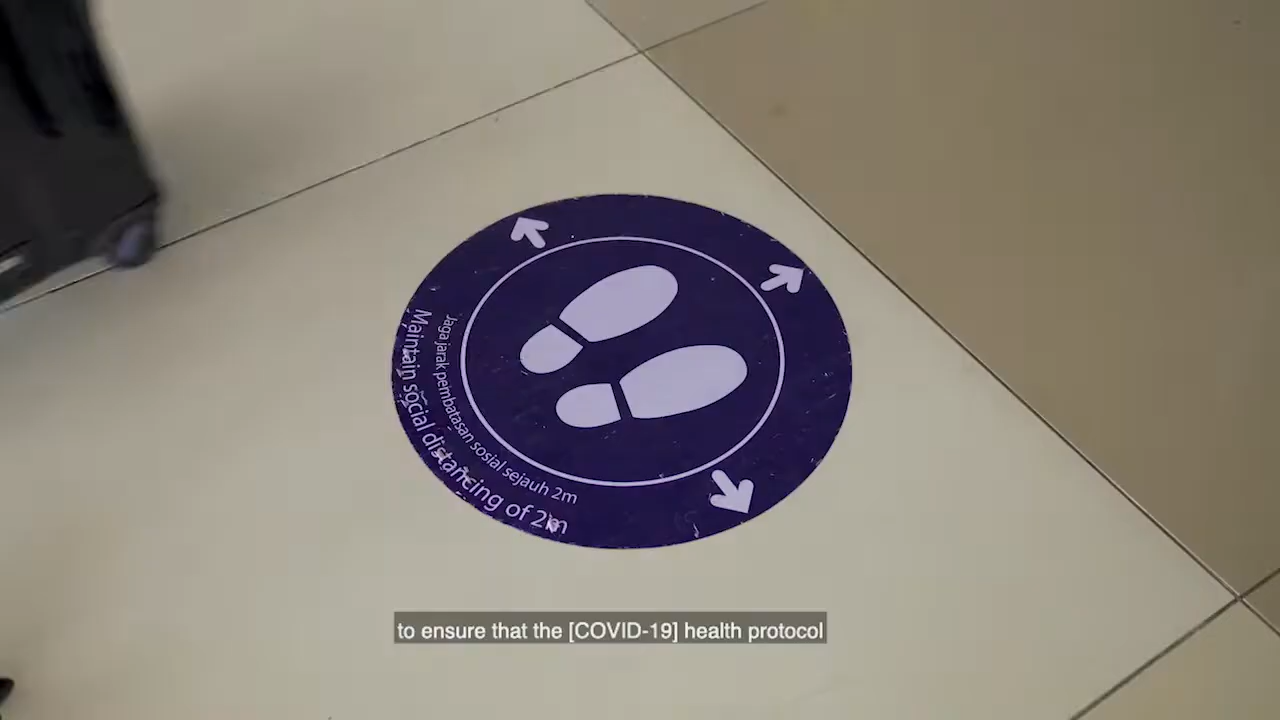 Jaga jarak pembatasan sosial sejauh 2m
Maintain social distancing of 2m
to ensure that the [COVID-19] health protocol